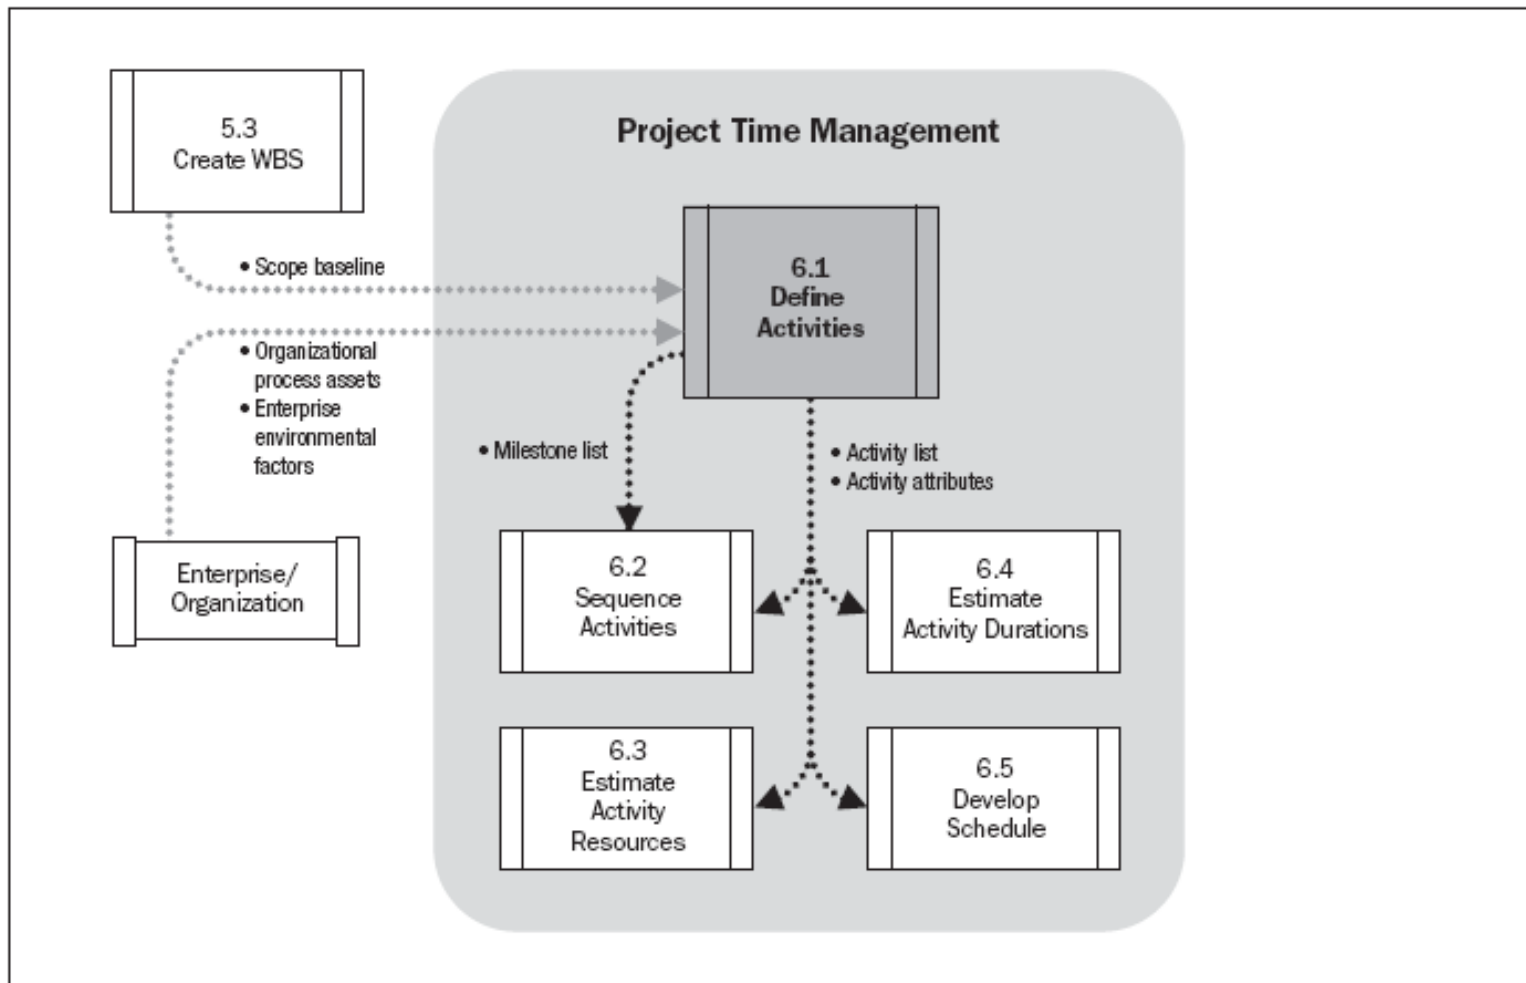 Project Time Management
5.3
Create WBS
• Scope baseline
6.1
Define
Activities
• Organizational
process assets
• Enterprise
environmental
factors
• Milestone list
• Activity list
• Activity attributes
Enterprise/
Organization
6.2
Sequence
Activities
6.4
Estimate
Activity Durations
6.3
Estimate
Activity
Resources
6.5
Develop
Schedule